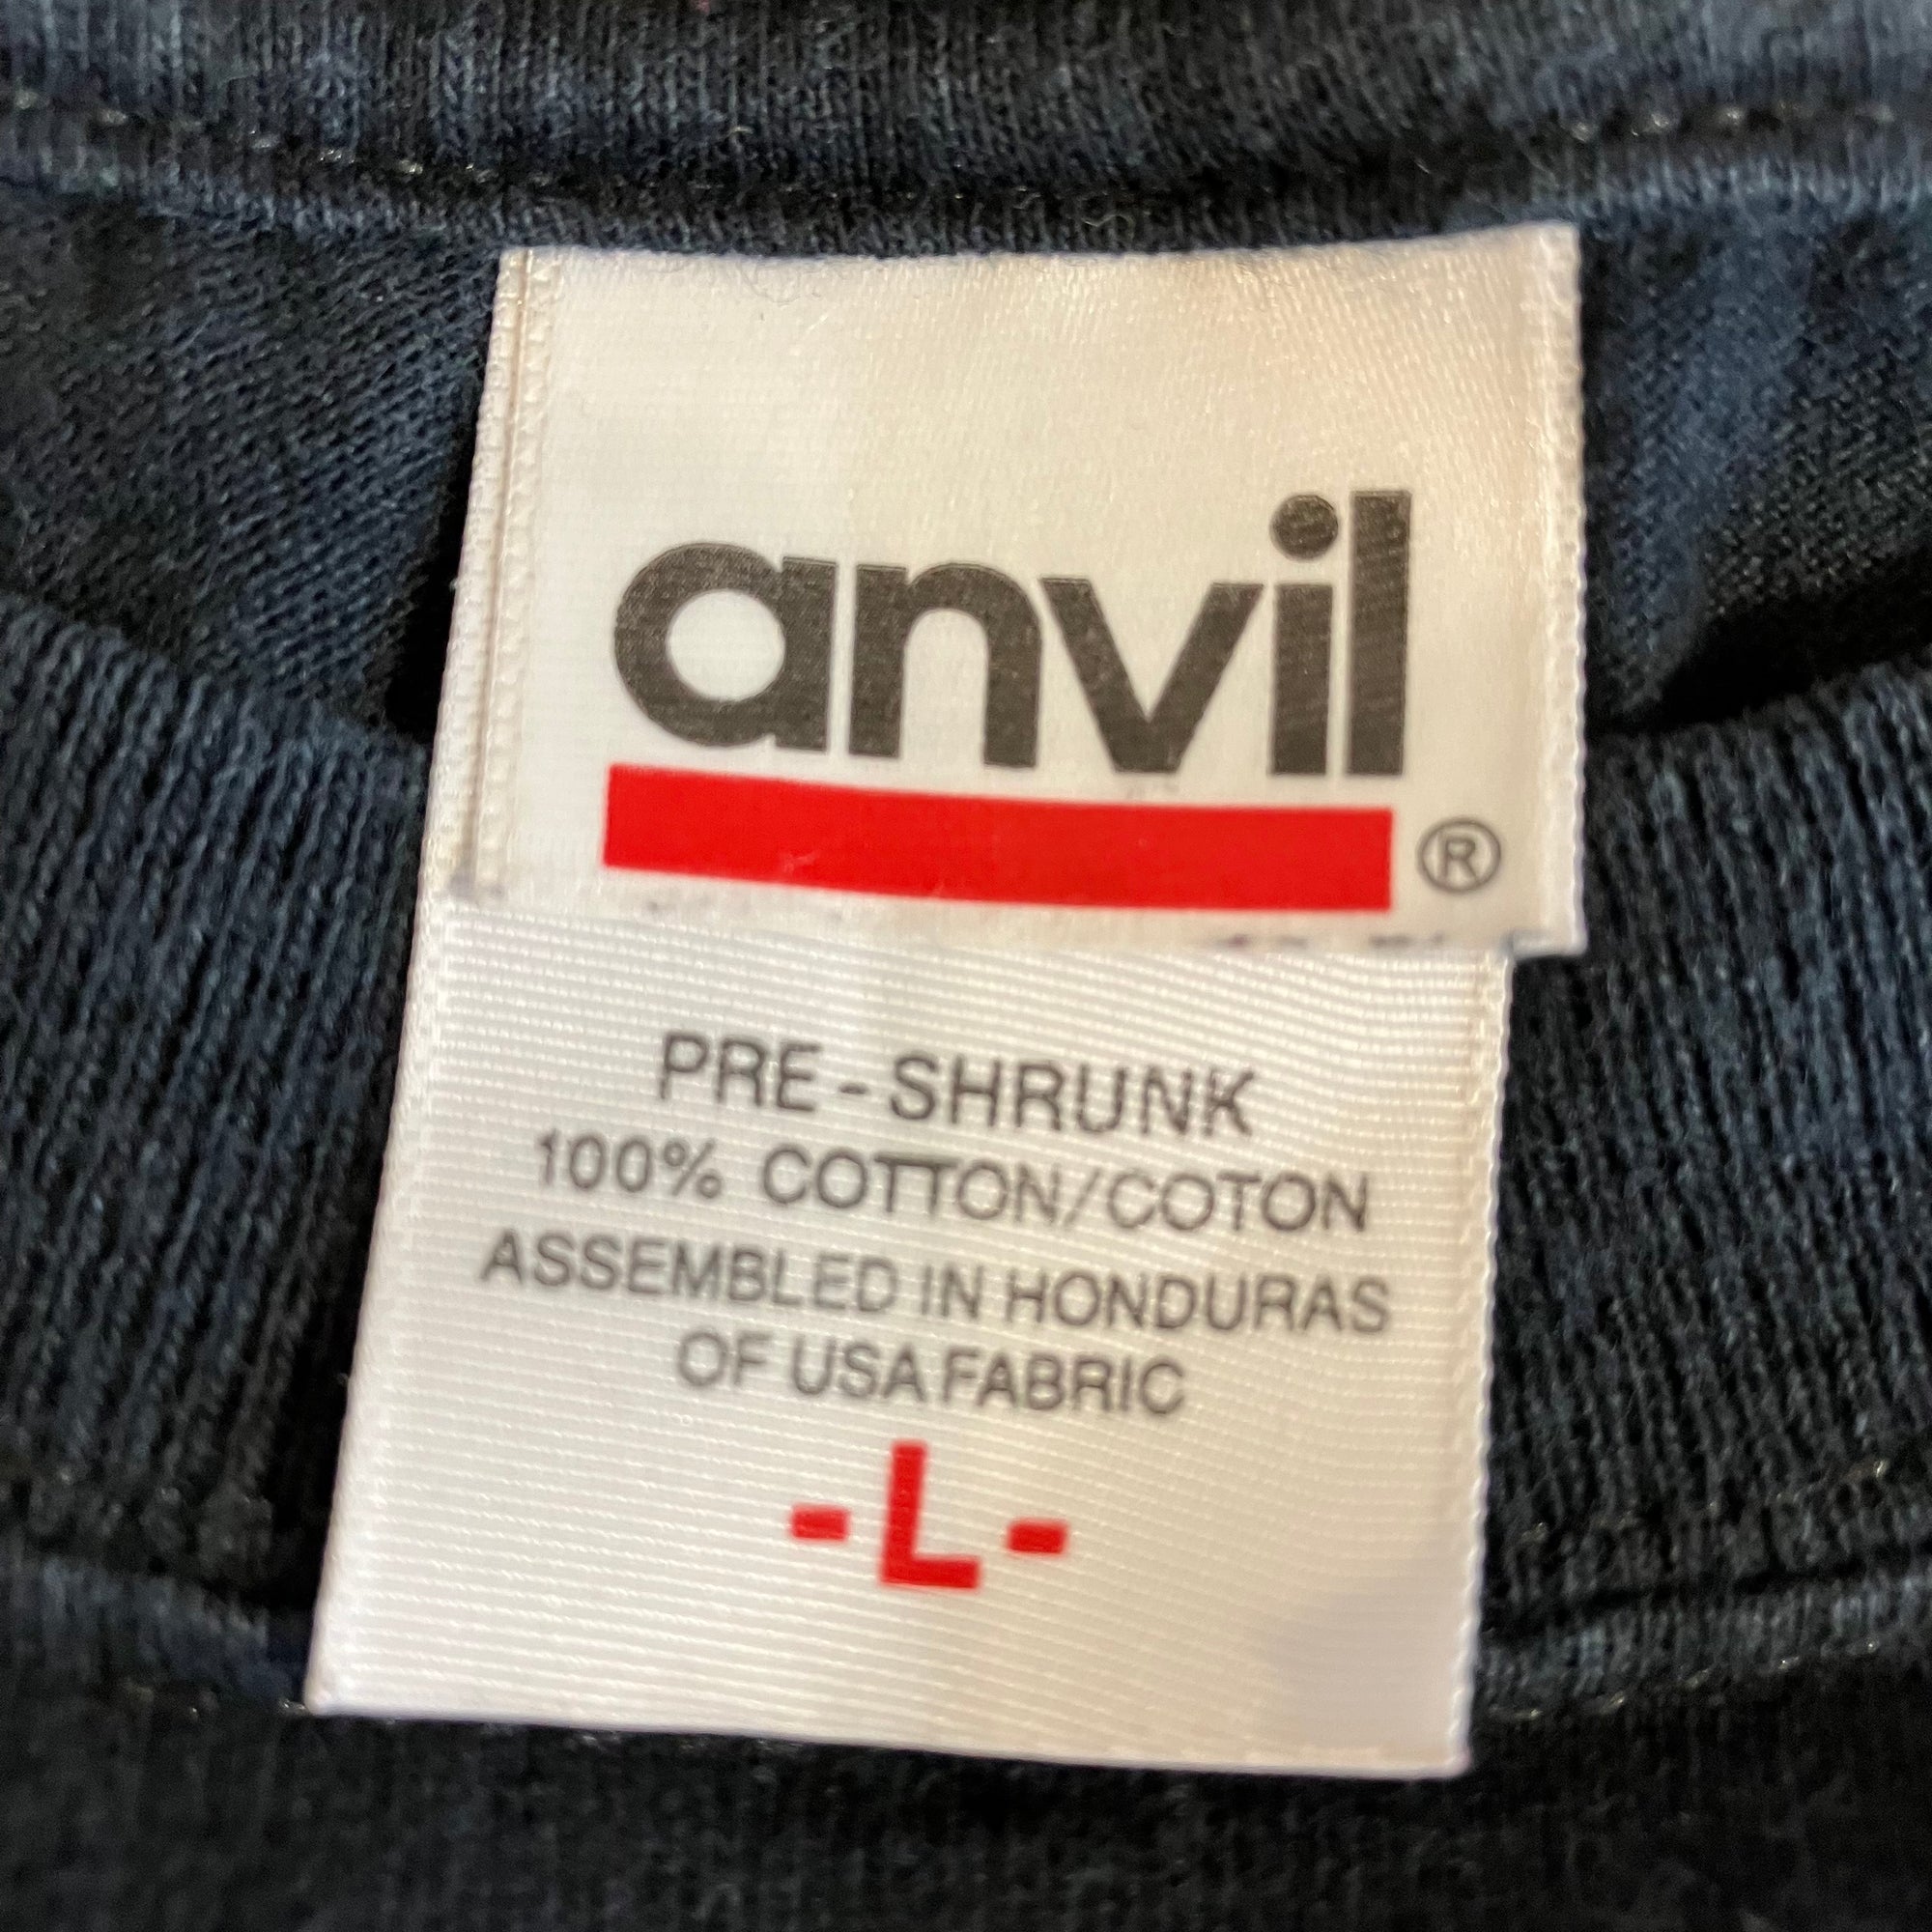 anvil
®
PRE-SHRUNK
100% COTTON/COTON
ASSEMBLED IN HONDURAS
OF USA FABRIC
-L-